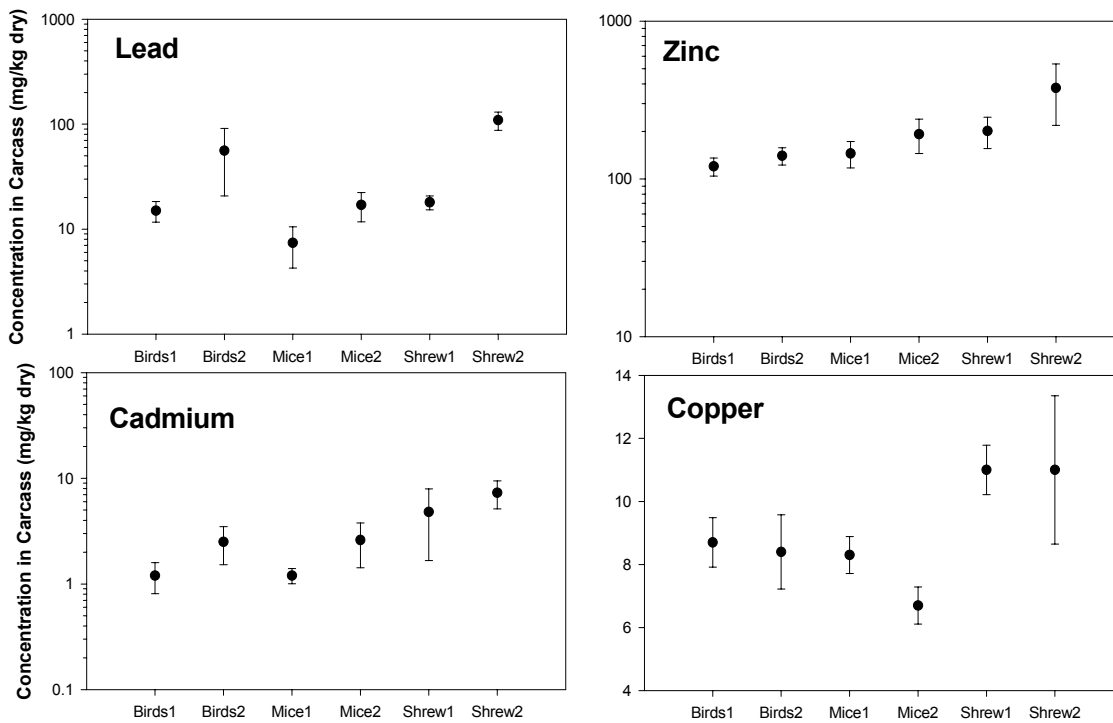 Lead
Concentration in Carcass (mg/kg dry)
1000
100
10
1
Birds1 Birds2 Mice1 Mice2 Shrew1 Shrew2
Zinc
1000
100
10
Birds1 Birds2 Mice1 Mice2 Shrew1 Shrew2
Cadmium
Concentration in Carcass (mg/kg dry)
100
10
1
0.1
Birds1 Birds2 Mice1 Mice2 Shrew1 Shrew2
Copper
14
12
10
8
6
4
Birds1 Birds2 Mice1 Mice2 Shrew1 Shrew2